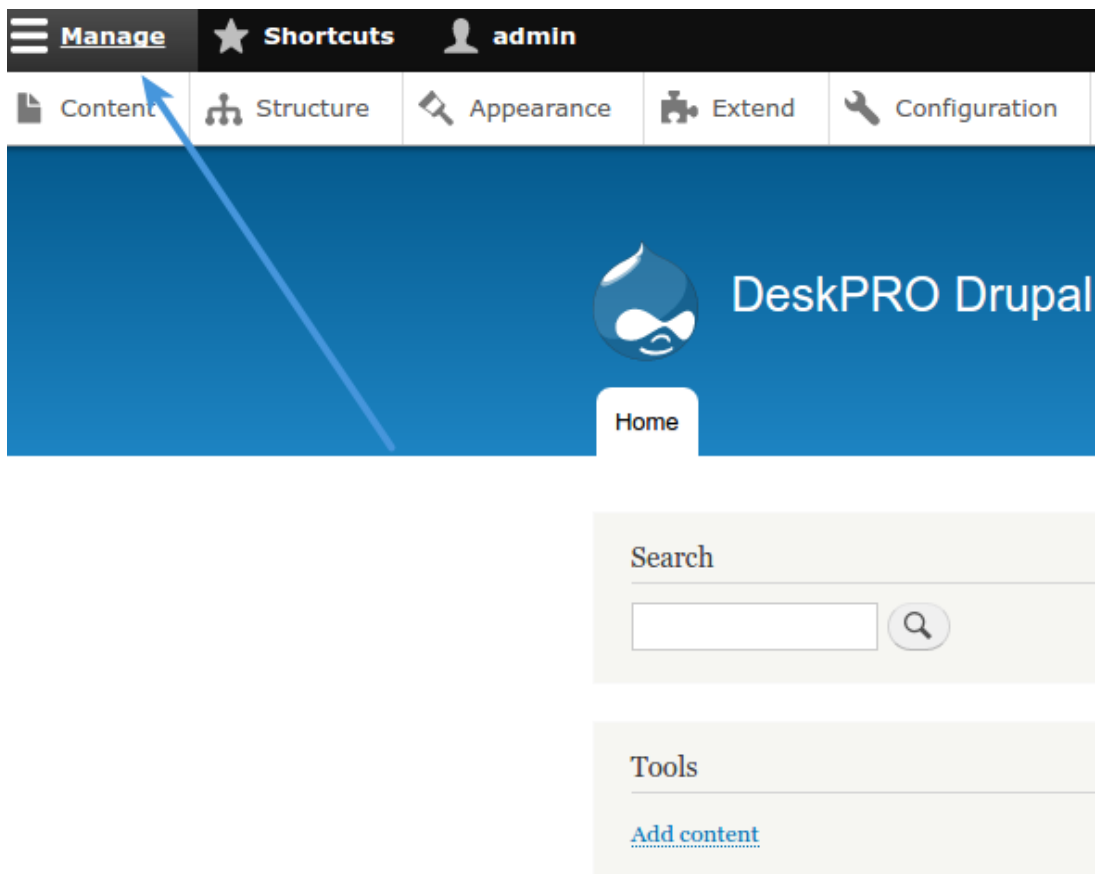 Manage Shortcuts admin
Content Structure Appearance Extend Configuration
DeskPRO Drupal
Home
Search
Tools
Add content